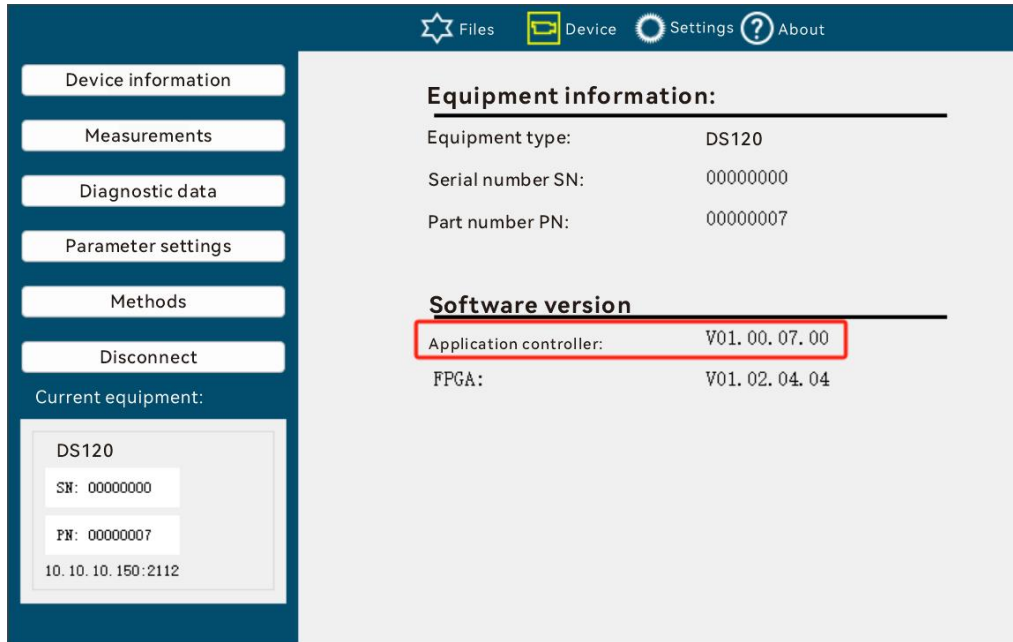 Files Device Settings ? About
Device information
Measurements
Diagnostic data
Parameter settings
Methods
Disconnect
Current equipment:
DS120
SN: 00000000
PN: 00000007
10.10.10.150:2112
Equipment information:
Equipment type: DS120
Serial number SN: 00000000
Part number PN: 00000007
Software version
Application controller: V01.00.07.00
FPGA: V01.02.04.04